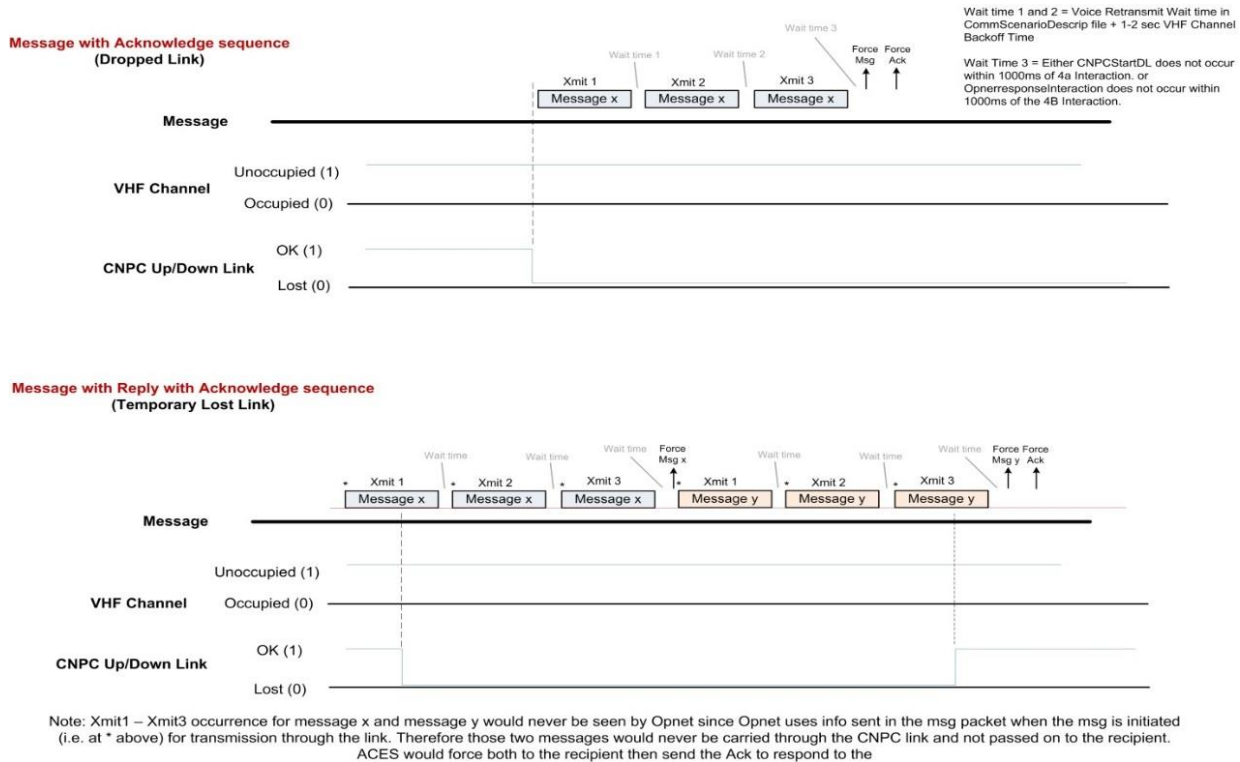 Wait time 1 and 2 = Voice Retransmit Wait time in
CommScenarioDescrip file + 1-2 sec VHF Channel
Backoff Time
Wait Time 3 = Either CNPCStartDL does not occur
within 1000ms of 4a Interaction. or
OpnerresponseInteraction does not occur within
1000ms of the 4B Interaction.
Message with Acknowledge sequence
(Dropped Link)
Wait time 1
Wait time 2
Wait time 3
Force
Msg
Force
Ack
Xmit 1
Xmit 2
Xmit 3
Message x
Message x
Message x
Message
Unoccupied (1)
VHF Channel
Occupied (0)
OK (1)
CNPC Up/Down Link
Lost (0)
Message with Reply with Acknowledge sequence
(Temporary Lost Link)
Wait time
Wait time
Wait time
Force
Msg x
Wait time
Wait time
Wait time
Force
Msg y
Force
Ack
* Xmit 1
* Xmit 2
* Xmit 3
* Xmit 1
* Xmit 2
* Xmit 3
Message x
Message x
Message x
Message y
Message y
Message y
Message
Unoccupied (1)
VHF Channel
Occupied (0)
OK (1)
CNPC Up/Down Link
Lost (0)
Note: Xmit1 – Xmit3 occurrence for message x and message y would never be seen by Opnet since Opnet uses info sent in the msg packet when the msg is initiated
(i.e. at * above) for transmission through the link. Therefore those two messages would never be carried through the CNPC link and not passed on to the recipient.
ACES would force both to the recipient then send the Ack to respond to the